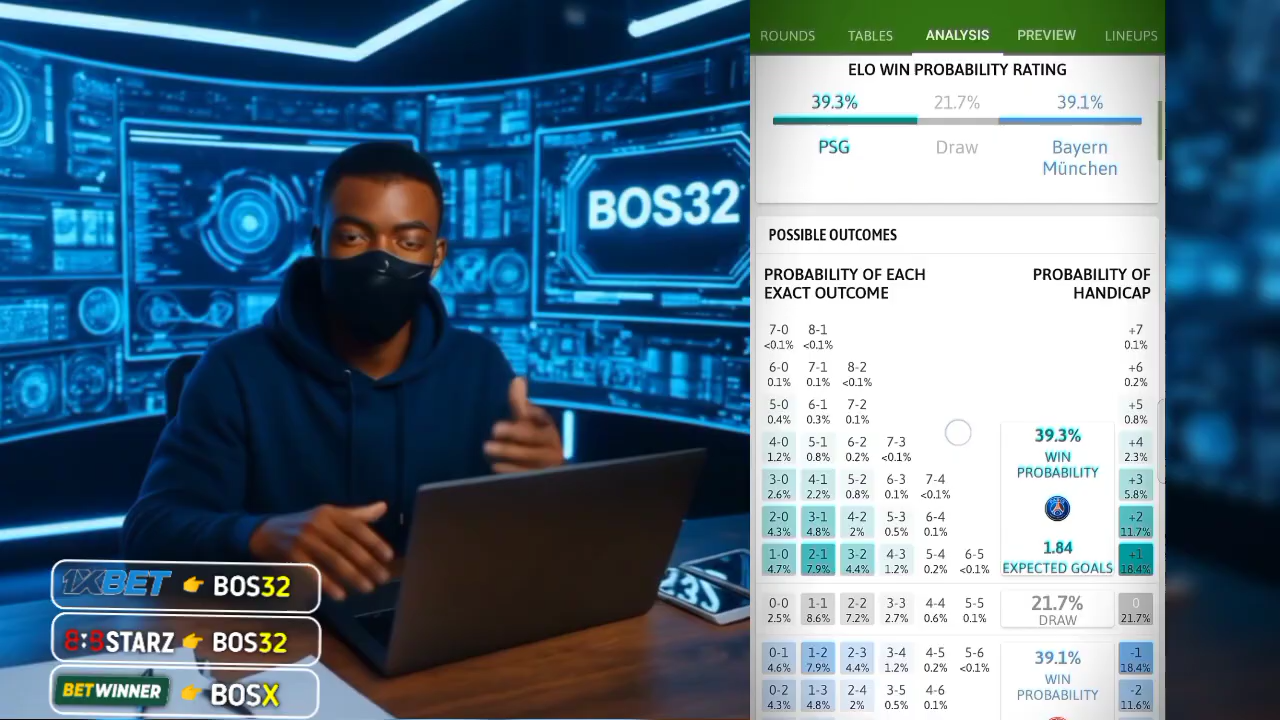 BOS32
1XBET 👉 BOS32
8:8STARZ 👉 BOS32
BETWINNER 👉 BOSX
ROUNDS TABLES ANALYSIS PREVIEW LINEUPS
ELO WIN PROBABILITY RATING
39.3% 21.7% 39.1%
PSG Draw Bayern
München
POSSIBLE OUTCOMES
PROBABILITY OF EACH
EXACT OUTCOME
PROBABILITY OF
HANDICAP
7-0 8-1 +7
<0.1% <0.1% 0.1%
6-0 7-1 8-2 +6
0.1% 0.1% <0.1% 0.2%
5-0 6-1 7-2 +5
0.4% 0.3% 0.1% 0.8%
4-0 5-1 6-2 7-3 +4
1.2% 0.8% 0.2% <0.1% 2.3%
3-0 4-1 5-2 6-3 7-4 +3
2.6% 2.2% 0.8% 0.1% <0.1% 5.8%
2-0 3-1 4-2 5-3 6-4 +2
4.3% 4.8% 2% 0.5% 0.1% 11.7%
1-0 2-1 3-2 4-3 5-4 6-5 +1
4.7% 7.9% 4.4% 1.2% 0.2% <0.1% 18.4%
39.3%
WIN
PROBABILITY
1.84
EXPECTED GOALS
0-0 1-1 2-2 3-3 4-4 5-5 0
2.5% 8.6% 7.2% 2.7% 0.6% 0.1% 21.7%
21.7%
DRAW
0-1 1-2 2-3 3-4 4-5 5-6 -1
4.6% 7.9% 4.4% 1.2% 0.2% <0.1% 18.4%
0-2 1-3 2-4 3-5 4-6 -2
4.3% 4.8% 2% 0.5% 0.1% 11.6%
39.1%
WIN
PROBABILITY